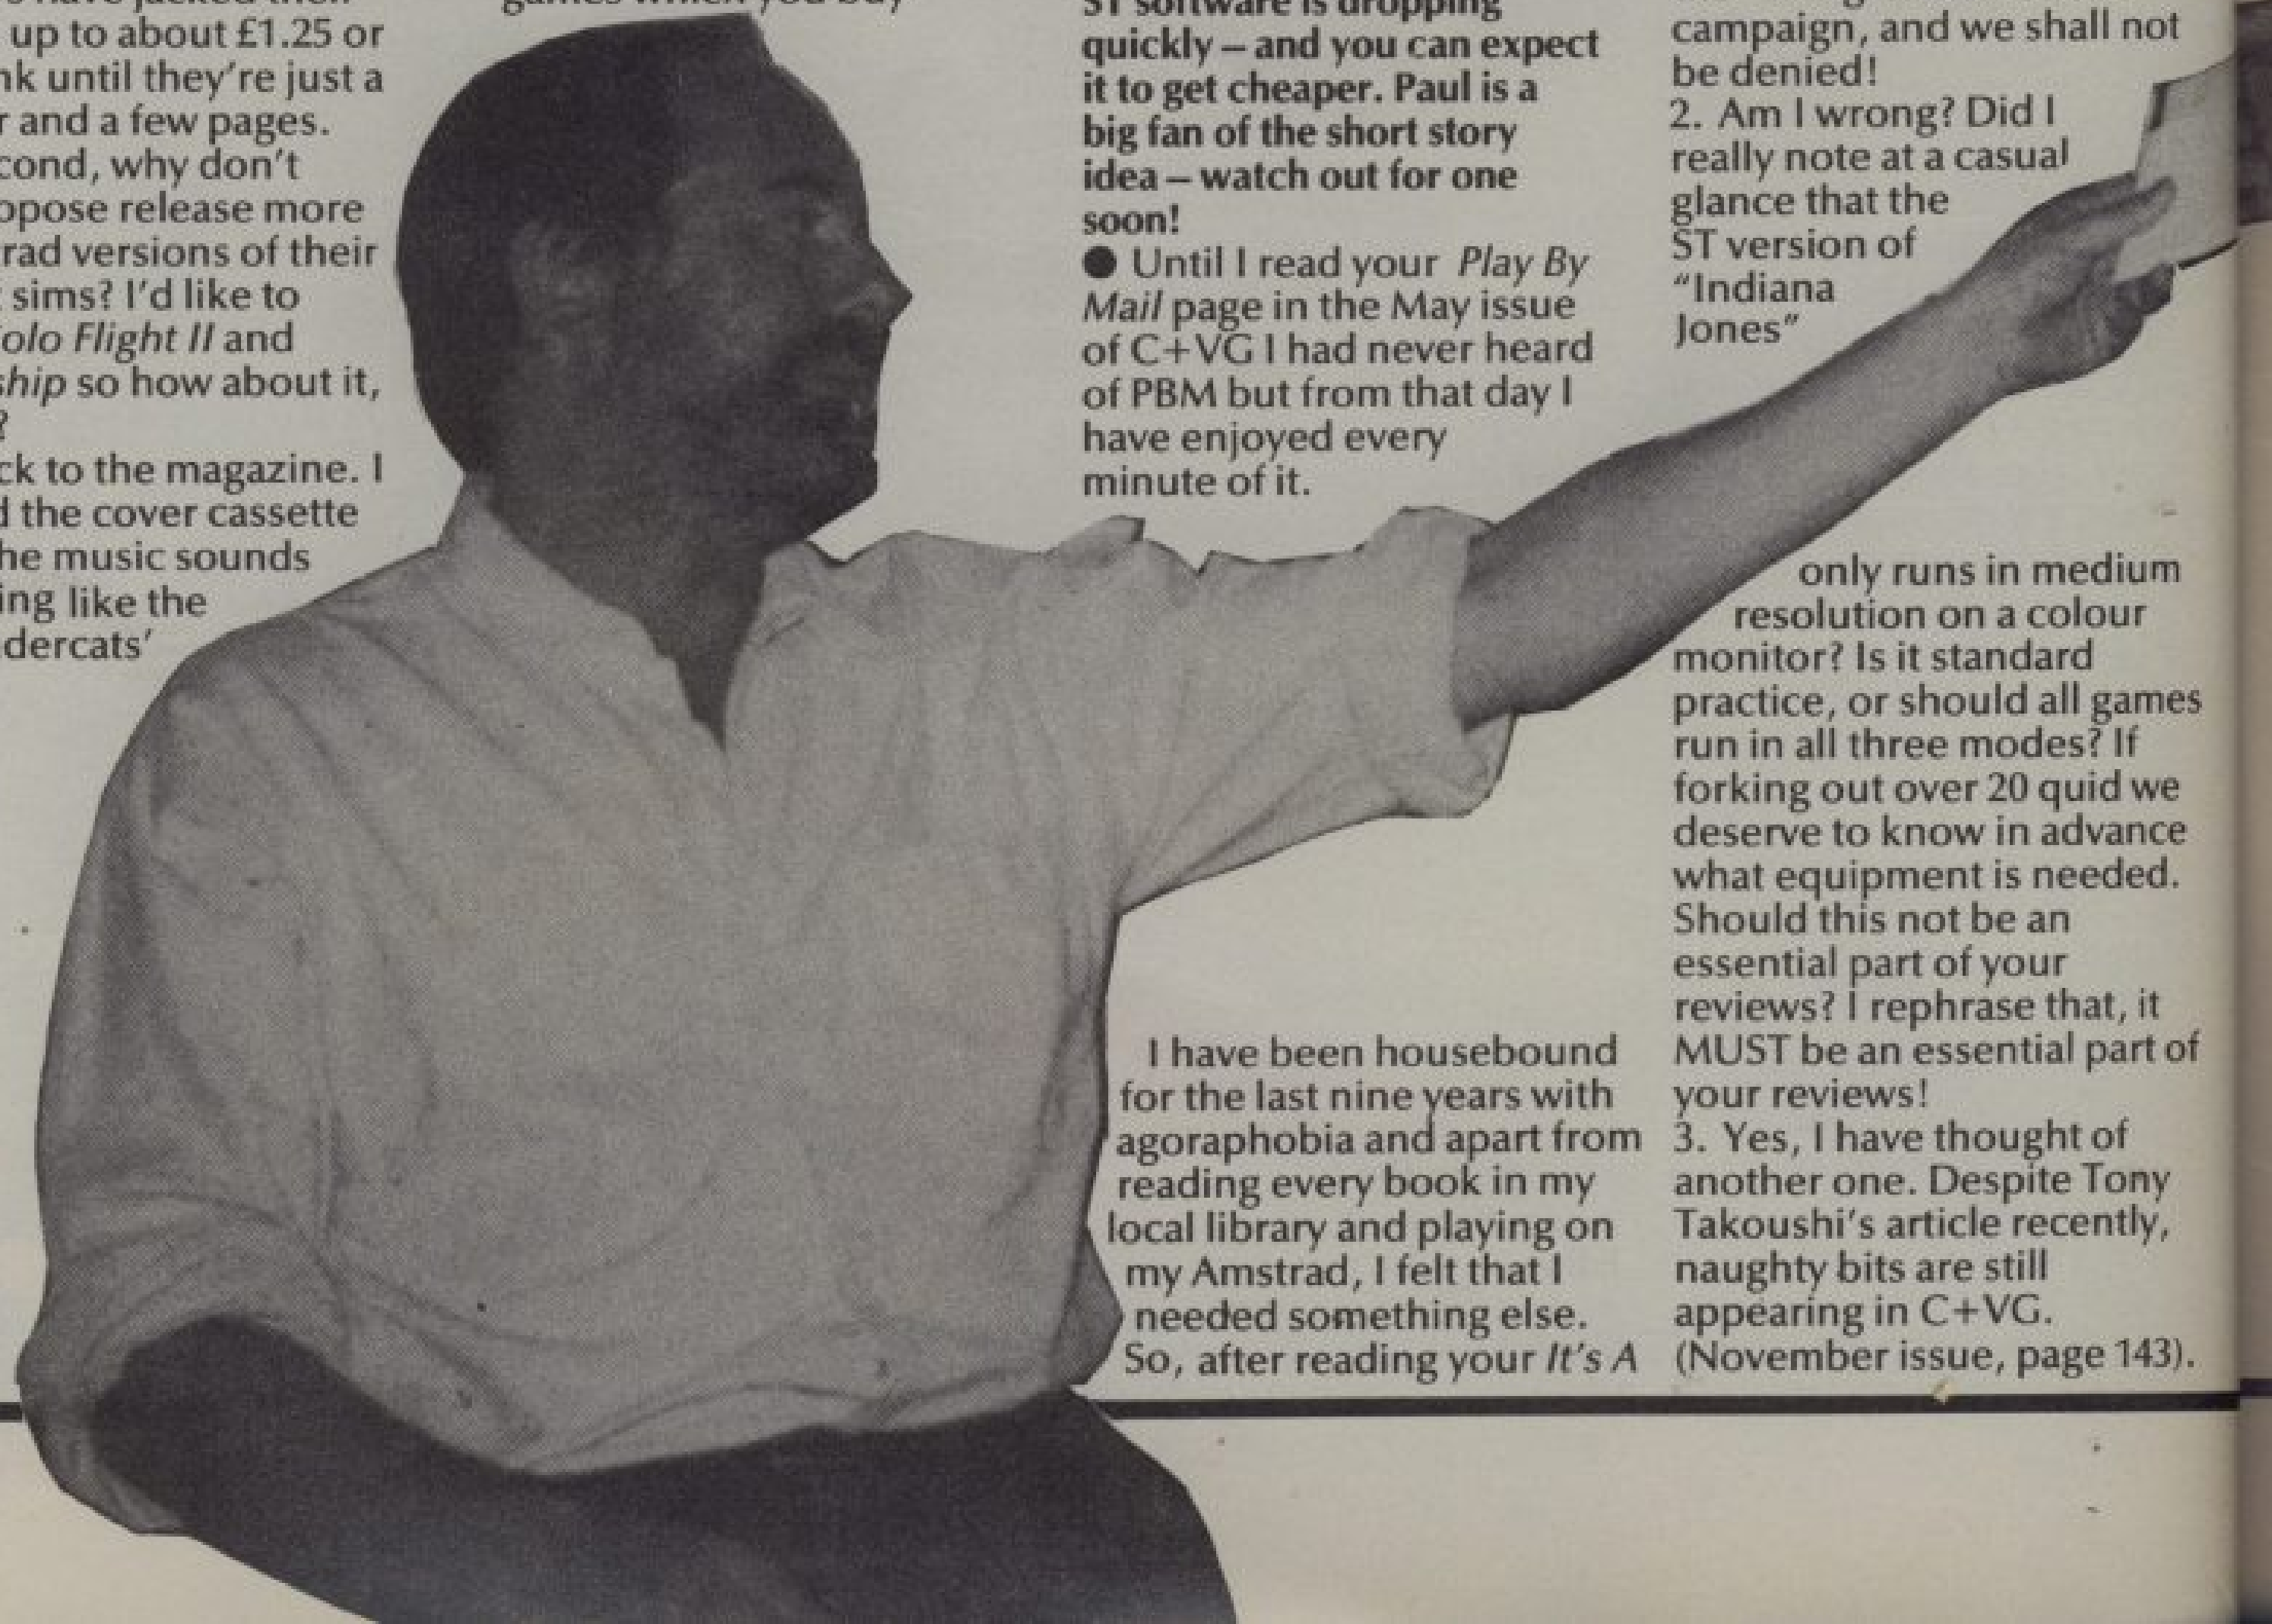 up to about £1.25 or
until they're just a
and a few pages.
why don't
release more
versions of their
sims? I'd like to
Flight II and
so how about it,
?
to the magazine. I
the cover cassette
music sounds
like the
games which you buy
ST software is dropping
quickly – and you can expect
it to get cheaper. Paul is a
big fan of the short story
idea – watch out for one
soon!
● Until I read your Play By
Mail page in the May issue
of C+VG I had never heard
of PBM but from that day I
have enjoyed every
minute of it.
I have been housebound
for the last nine years with
agoraphobia and apart from
reading every book in my
local library and playing on
my Amstrad, I felt that I
needed something else.
So, after reading your It's A
campaign, and we shall not
be denied!
2. Am I wrong? Did I
really note at a casual
glance that the
ST version of
“Indiana
Jones”
only runs in medium
resolution on a colour
monitor? Is it standard
practice, or should all games
run in all three modes? If
forking out over 20 quid we
deserve to know in advance
what equipment is needed.
Should this not be an
essential part of your
reviews? I rephrase that, it
MUST be an essential part of
your reviews!
3. Yes, I have thought of
another one. Despite Tony
Takoushi's article recently,
naughty bits are still
appearing in C+VG.
(November issue, page 143).